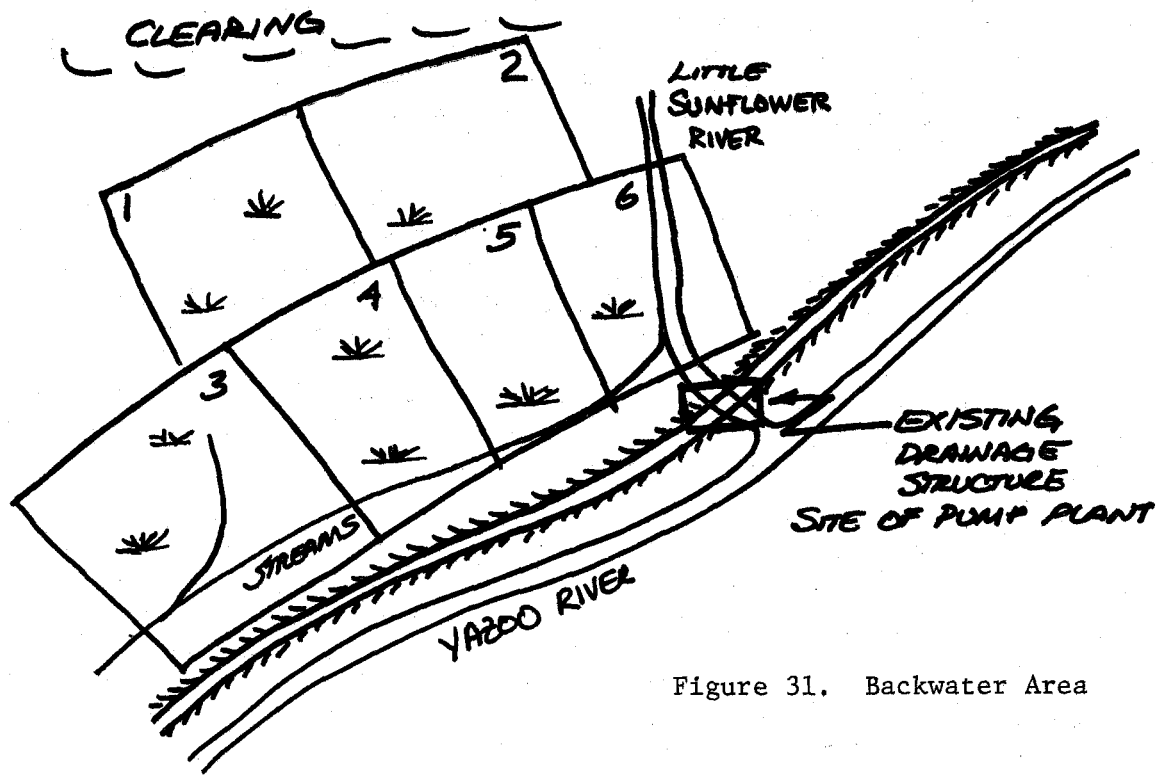 CLEARING
2
LITTLE
SUNFLOWER
RIVER
1
6
5
4
3
EXISTING
DRAINAGE
STRUCTURE
SITE OF PUMP PLANT
STREAMS
YAZOO RIVER
Figure 31. Backwater Area